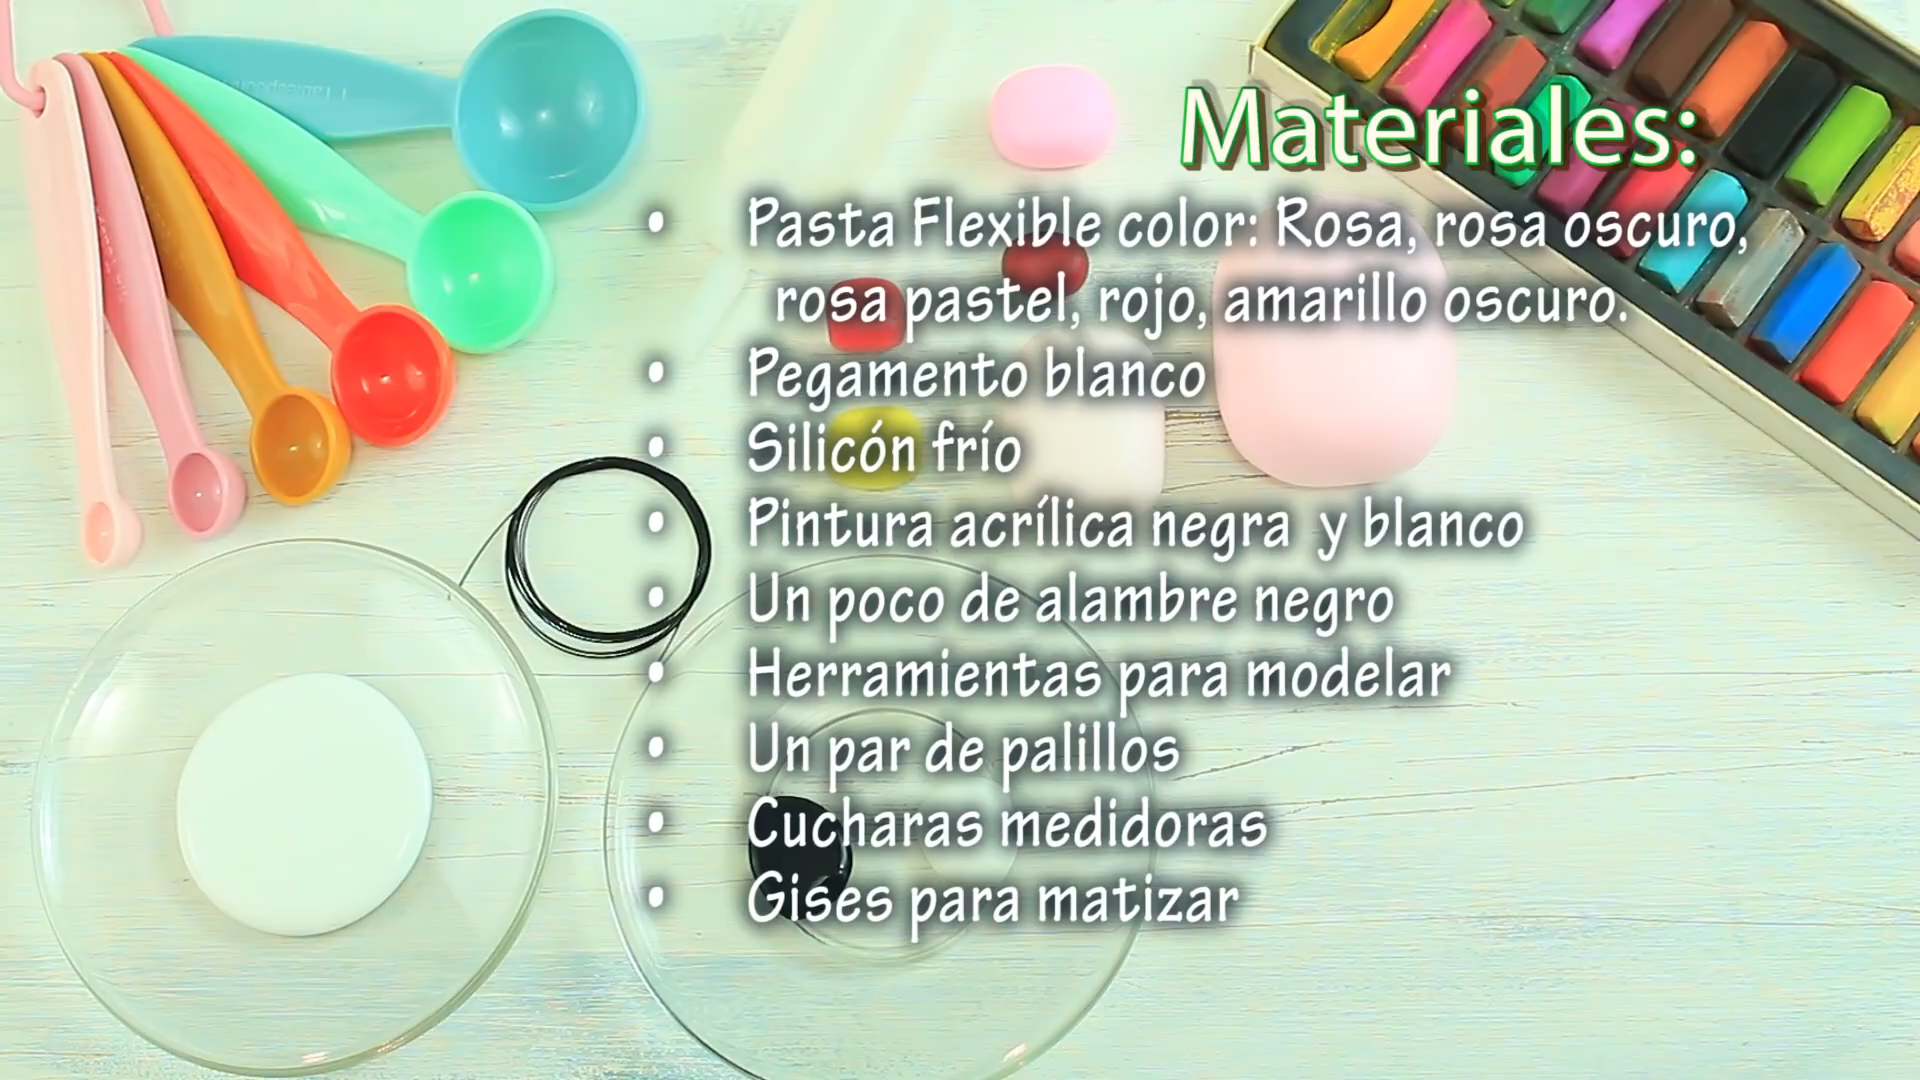 Materiales:
• Pasta Flexible color: Rosa, rosa oscuro,
rosa pastel, rojo, amarillo oscuro.
• Pegamento blanco
• Silicón frío
• Pintura acrílica negra y blanco
• Un poco de alambre negro
• Herramientas para modelar
• Un par de palillos
• Cucharas medidoras
• Gises para matizar